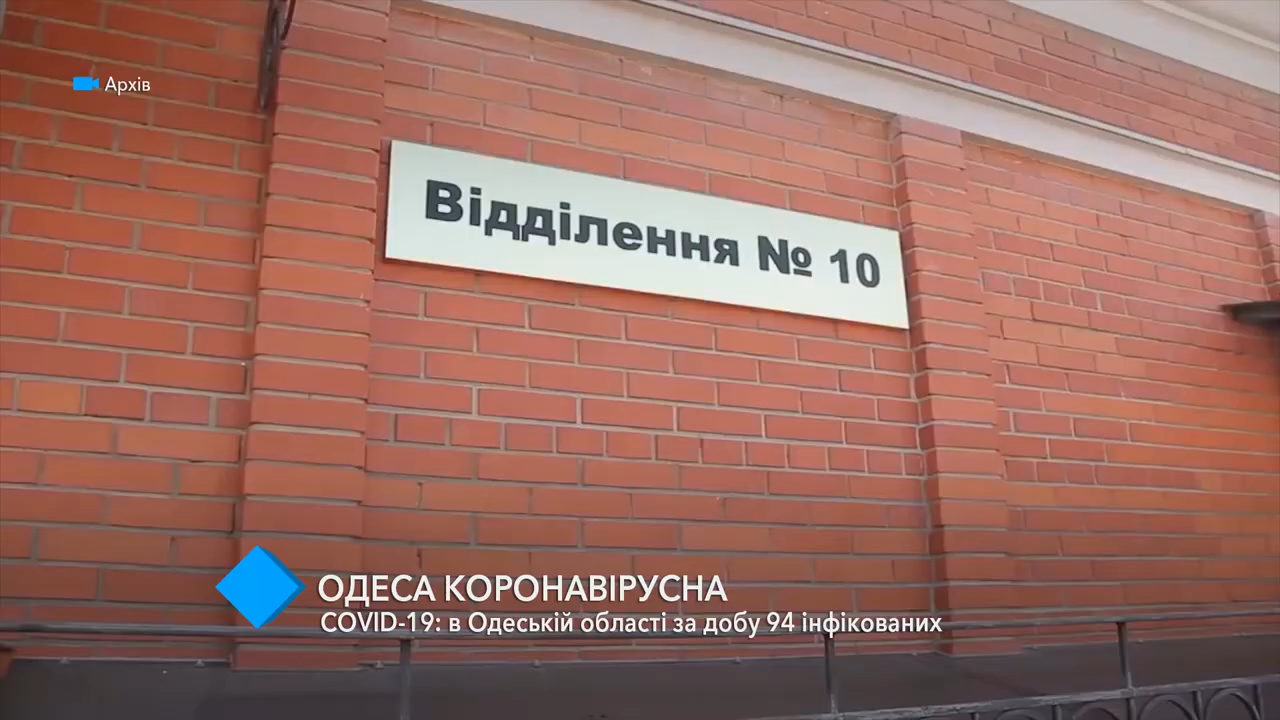 Архів
Відділення № 10
ОДЕСА КОРОНАВІРУСНА
COVID-19: в Одеській області за добу 94 інфікованих